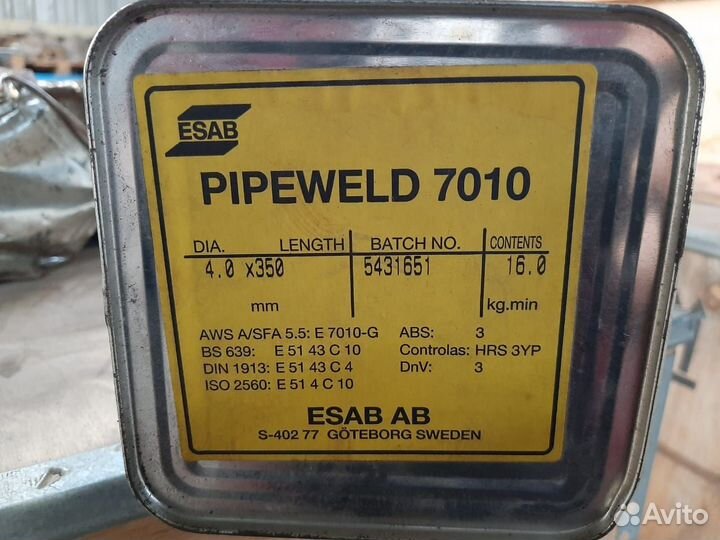 ESAB
PIPEWELD 7010
DIA. LENGTH BATCH NO. CONTENTS
4.0 x350 5431651 16.0
mm kg.min
AWS A/SFA 5.5: E 7010-G ABS: 3
BS 639: E 51 43 C 10 Controlas: HRS 3YP
DIN 1913: E 51 43 C 4 DnV: 3
ISO 2560: E 51 4 C 10
ESAB AB
S-402 77 GÖTEBORG SWEDEN
Avito